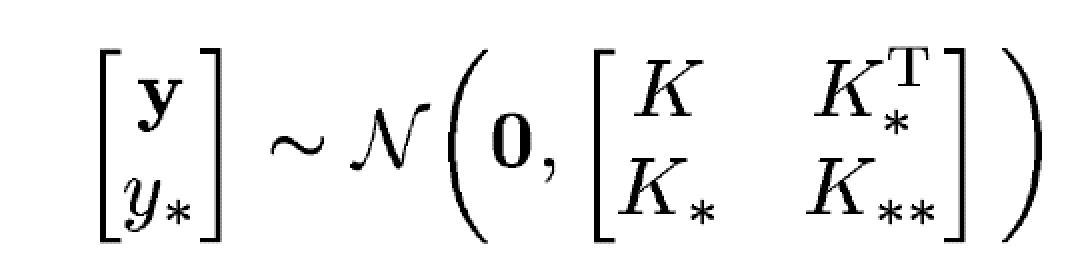 [𝐲 y_*] ∼ 𝒩(𝟎, [K K_*^T K_* K_**])